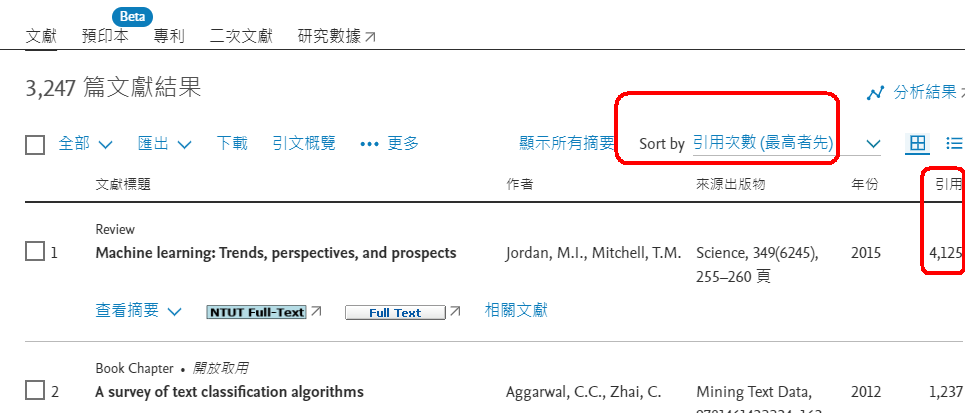 Beta
文獻 預印本 專利 二次文獻 研究數據
3,247 篇文獻結果
分析結果
全部 匯出 下載 引文概覽 ••• 更多 顯示所有摘要 Sort by 引用次數 (最高者先)
文獻標題 作者 來源出版物 年份 引用
Review
1 Machine learning: Trends, perspectives, and prospects Jordan, M.I., Mitchell, T.M. Science, 349(6245), 2015 4,125
255–260 頁
查看摘要 NTUT Full-Text Full Text 相關文獻
Book Chapter • 開放取用
2 A survey of text classification algorithms Aggarwal, C.C., Zhai, C. Mining Text Data, 2012 1,237